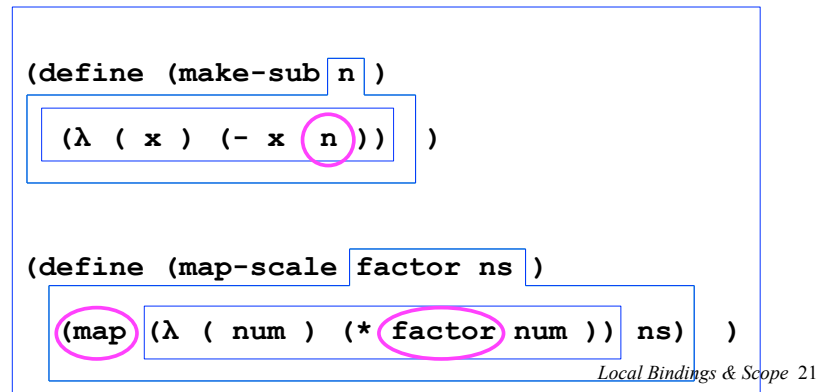 (define (make-sub n )
(λ ( x ) (- x n )) )
(define (map-scale factor ns )
(map (λ ( num ) (* factor num )) ns) )
Local Bindings & Scope 21